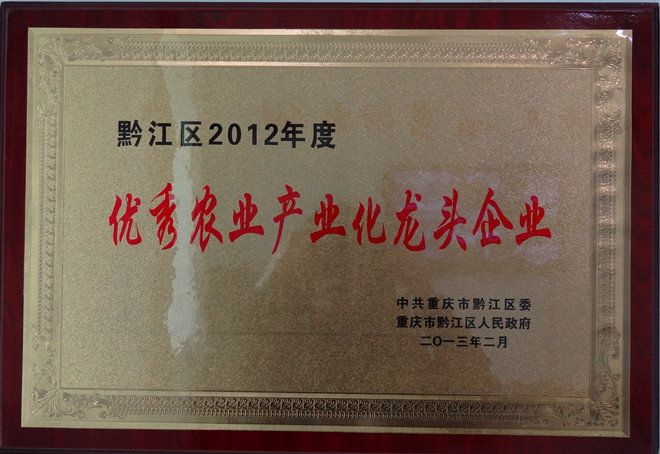 黔江区2012年度
优秀农业产业化龙头企业
中共重庆市黔江区委
重庆市黔江区人民政府
二〇一三年二月